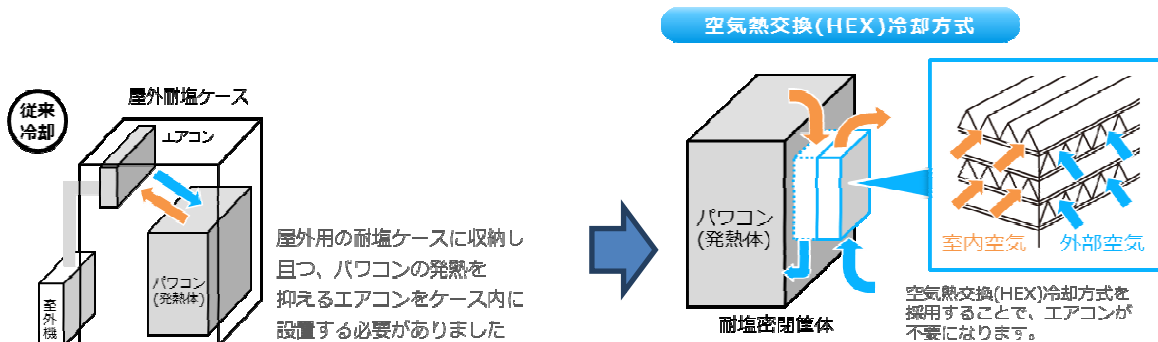 空気熱交換(HEX)冷却方式
従来
冷却
屋外耐塩ケース
エアコン
パワコン
(発熱体)
室外機
屋外用の耐塩ケースに収納し
且つ、パワコンの発熱を
抑えるエアコンをケース内に
設置する必要がありました
パワコン
(発熱体)
耐塩密閉筐体
室内空気
外部空気
空気熱交換(HEX)冷却方式を
採用することで、エアコンが
不要になります。